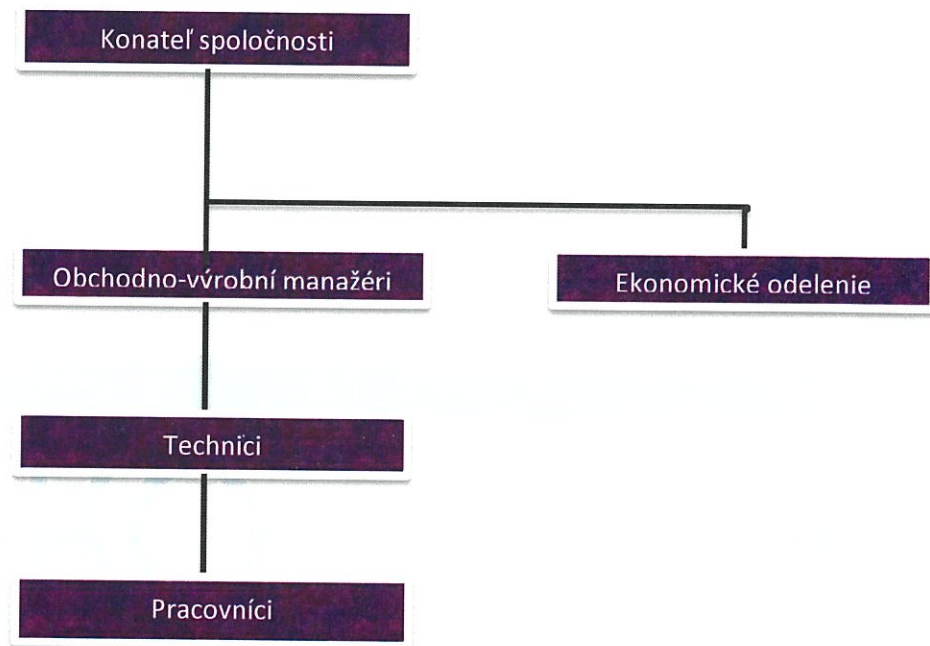 Konateľ spoločnosti
Obchodno-výrobní manažéri
Ekonomické odelenie
Technici
Pracovníci